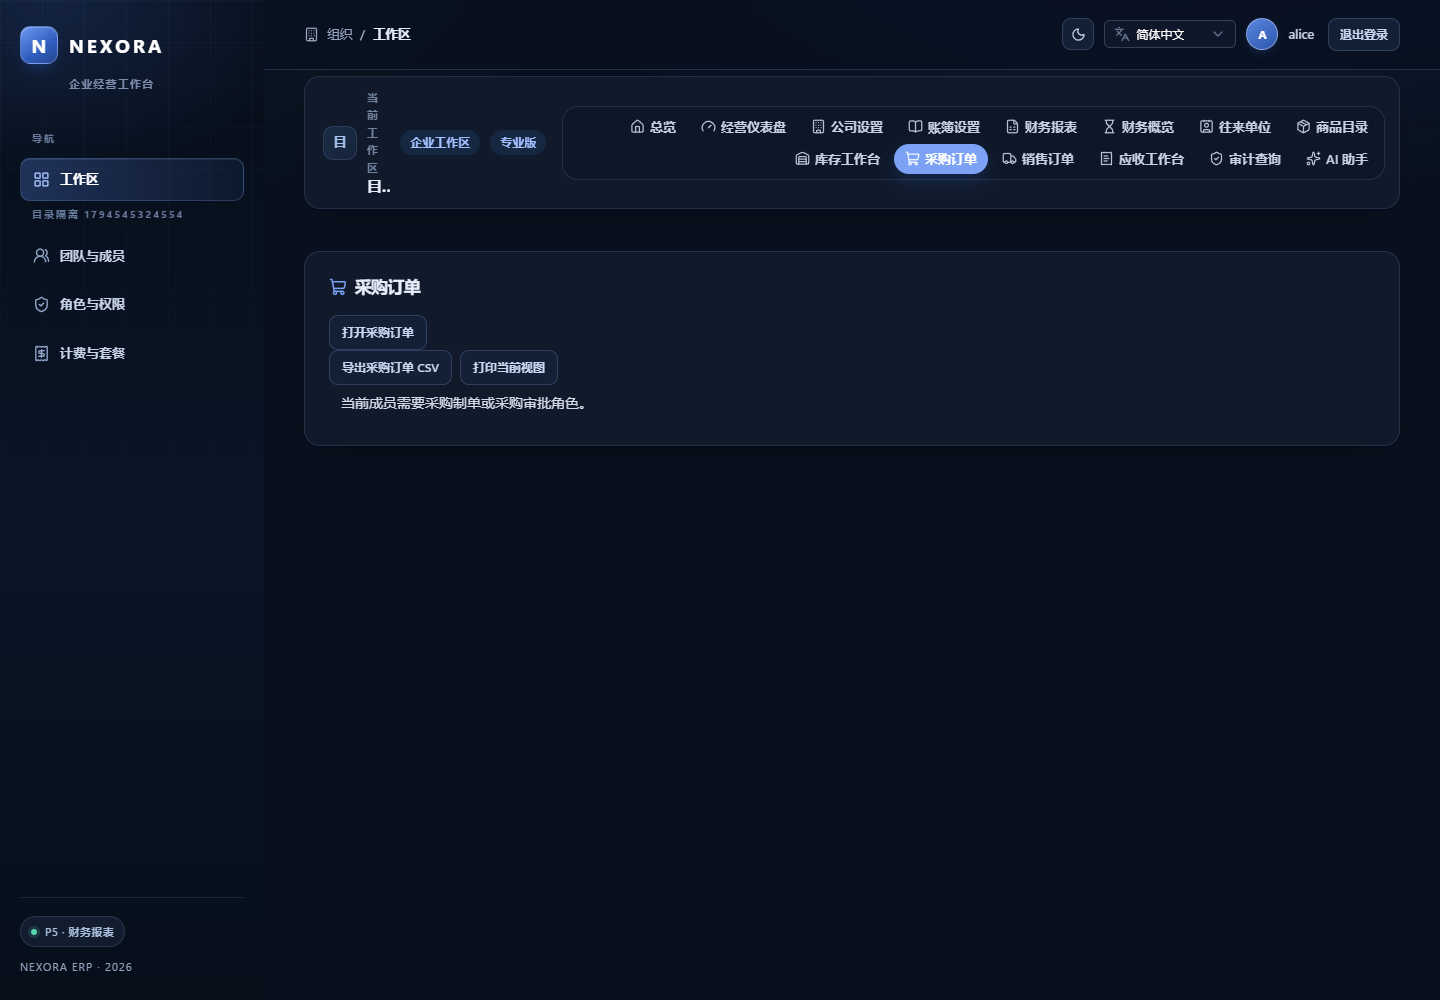 N NEXORA
企业经营工作台
导航
工作区
目录隔离 1794545324554
团队与成员
角色与权限
计费与套餐
P5 · 财务报表
NEXORA ERP · 2026
组织 / 工作区
简体中文
A alice
退出登录
目
当前工作区
目..
企业工作区
专业版
总览 经营仪表盘 公司设置 账簿设置 财务报表 财务概览 往来单位 商品目录
库存工作台 采购订单 销售订单 应收工作台 审计查询 AI 助手
采购订单
打开采购订单
导出采购订单 CSV 打印当前视图
当前成员需要采购制单或采购审批角色。